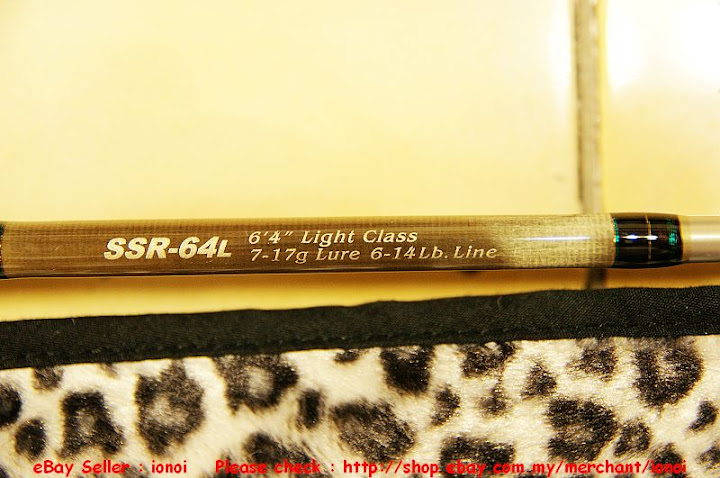 SSR-64L 6'4" Light Class
7-17g Lure 6-14Lb. Line
eBay Seller : ionoi Please check : http://shop.ebay.com.my/merchant/ionoi